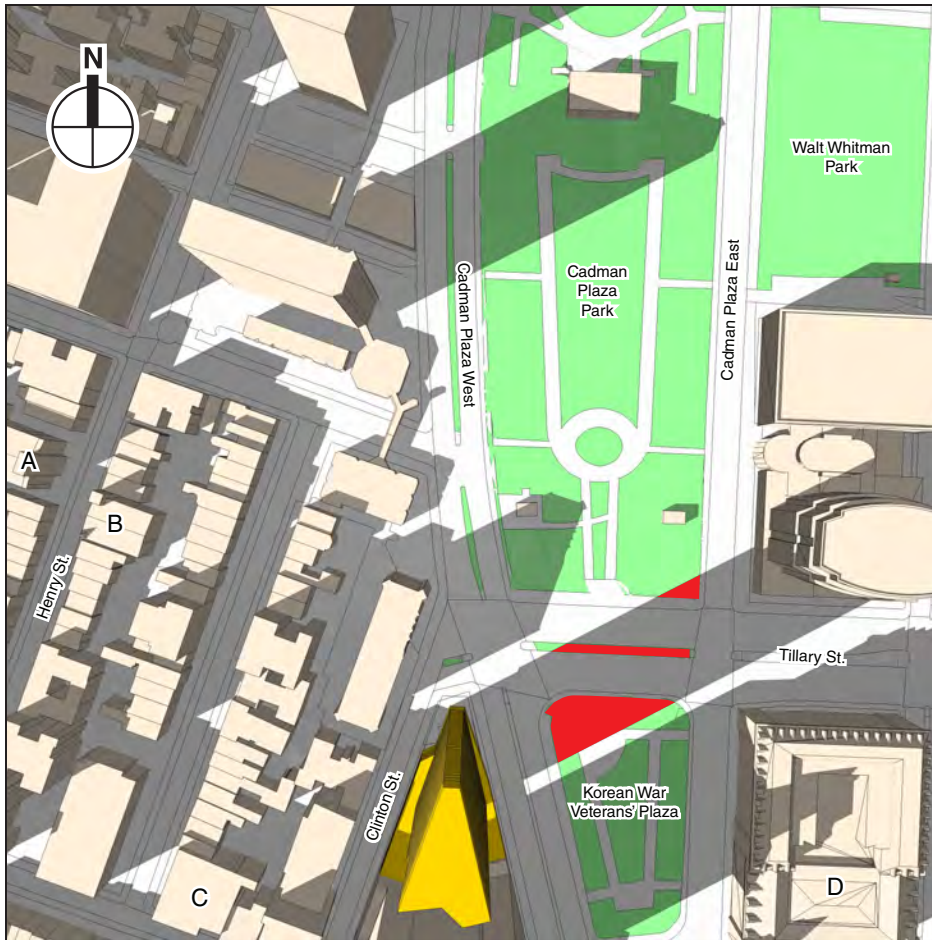 N
Walt Whitman
Park
Cadman Plaza West
Cadman
Plaza
Park
Cadman Plaza East
A
B
Henry St.
Tillary St.
Clinton St.
Korean War
Veterans' Plaza
C
D